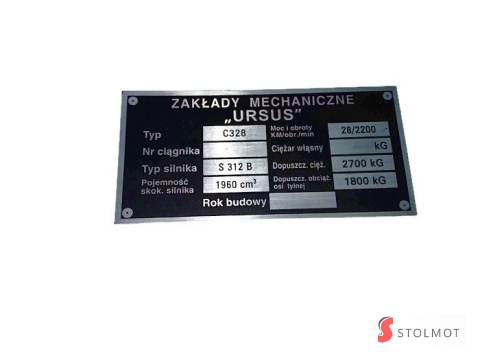 ZAKŁADY MECHANICZNE
„URSUS”
Typ C328
Moc i obroty
KM/obr./min 28/2200
Nr ciągnika
Ciężar własny kG
Typ silnika S 312 B
Dopuszcz. cięż. 2700 kG
Pojemność
skok. silnika 1960 cm³
Dopuszcz. obciąż.
osi tylnej 1800 kG
Rok budowy
STOLMOT